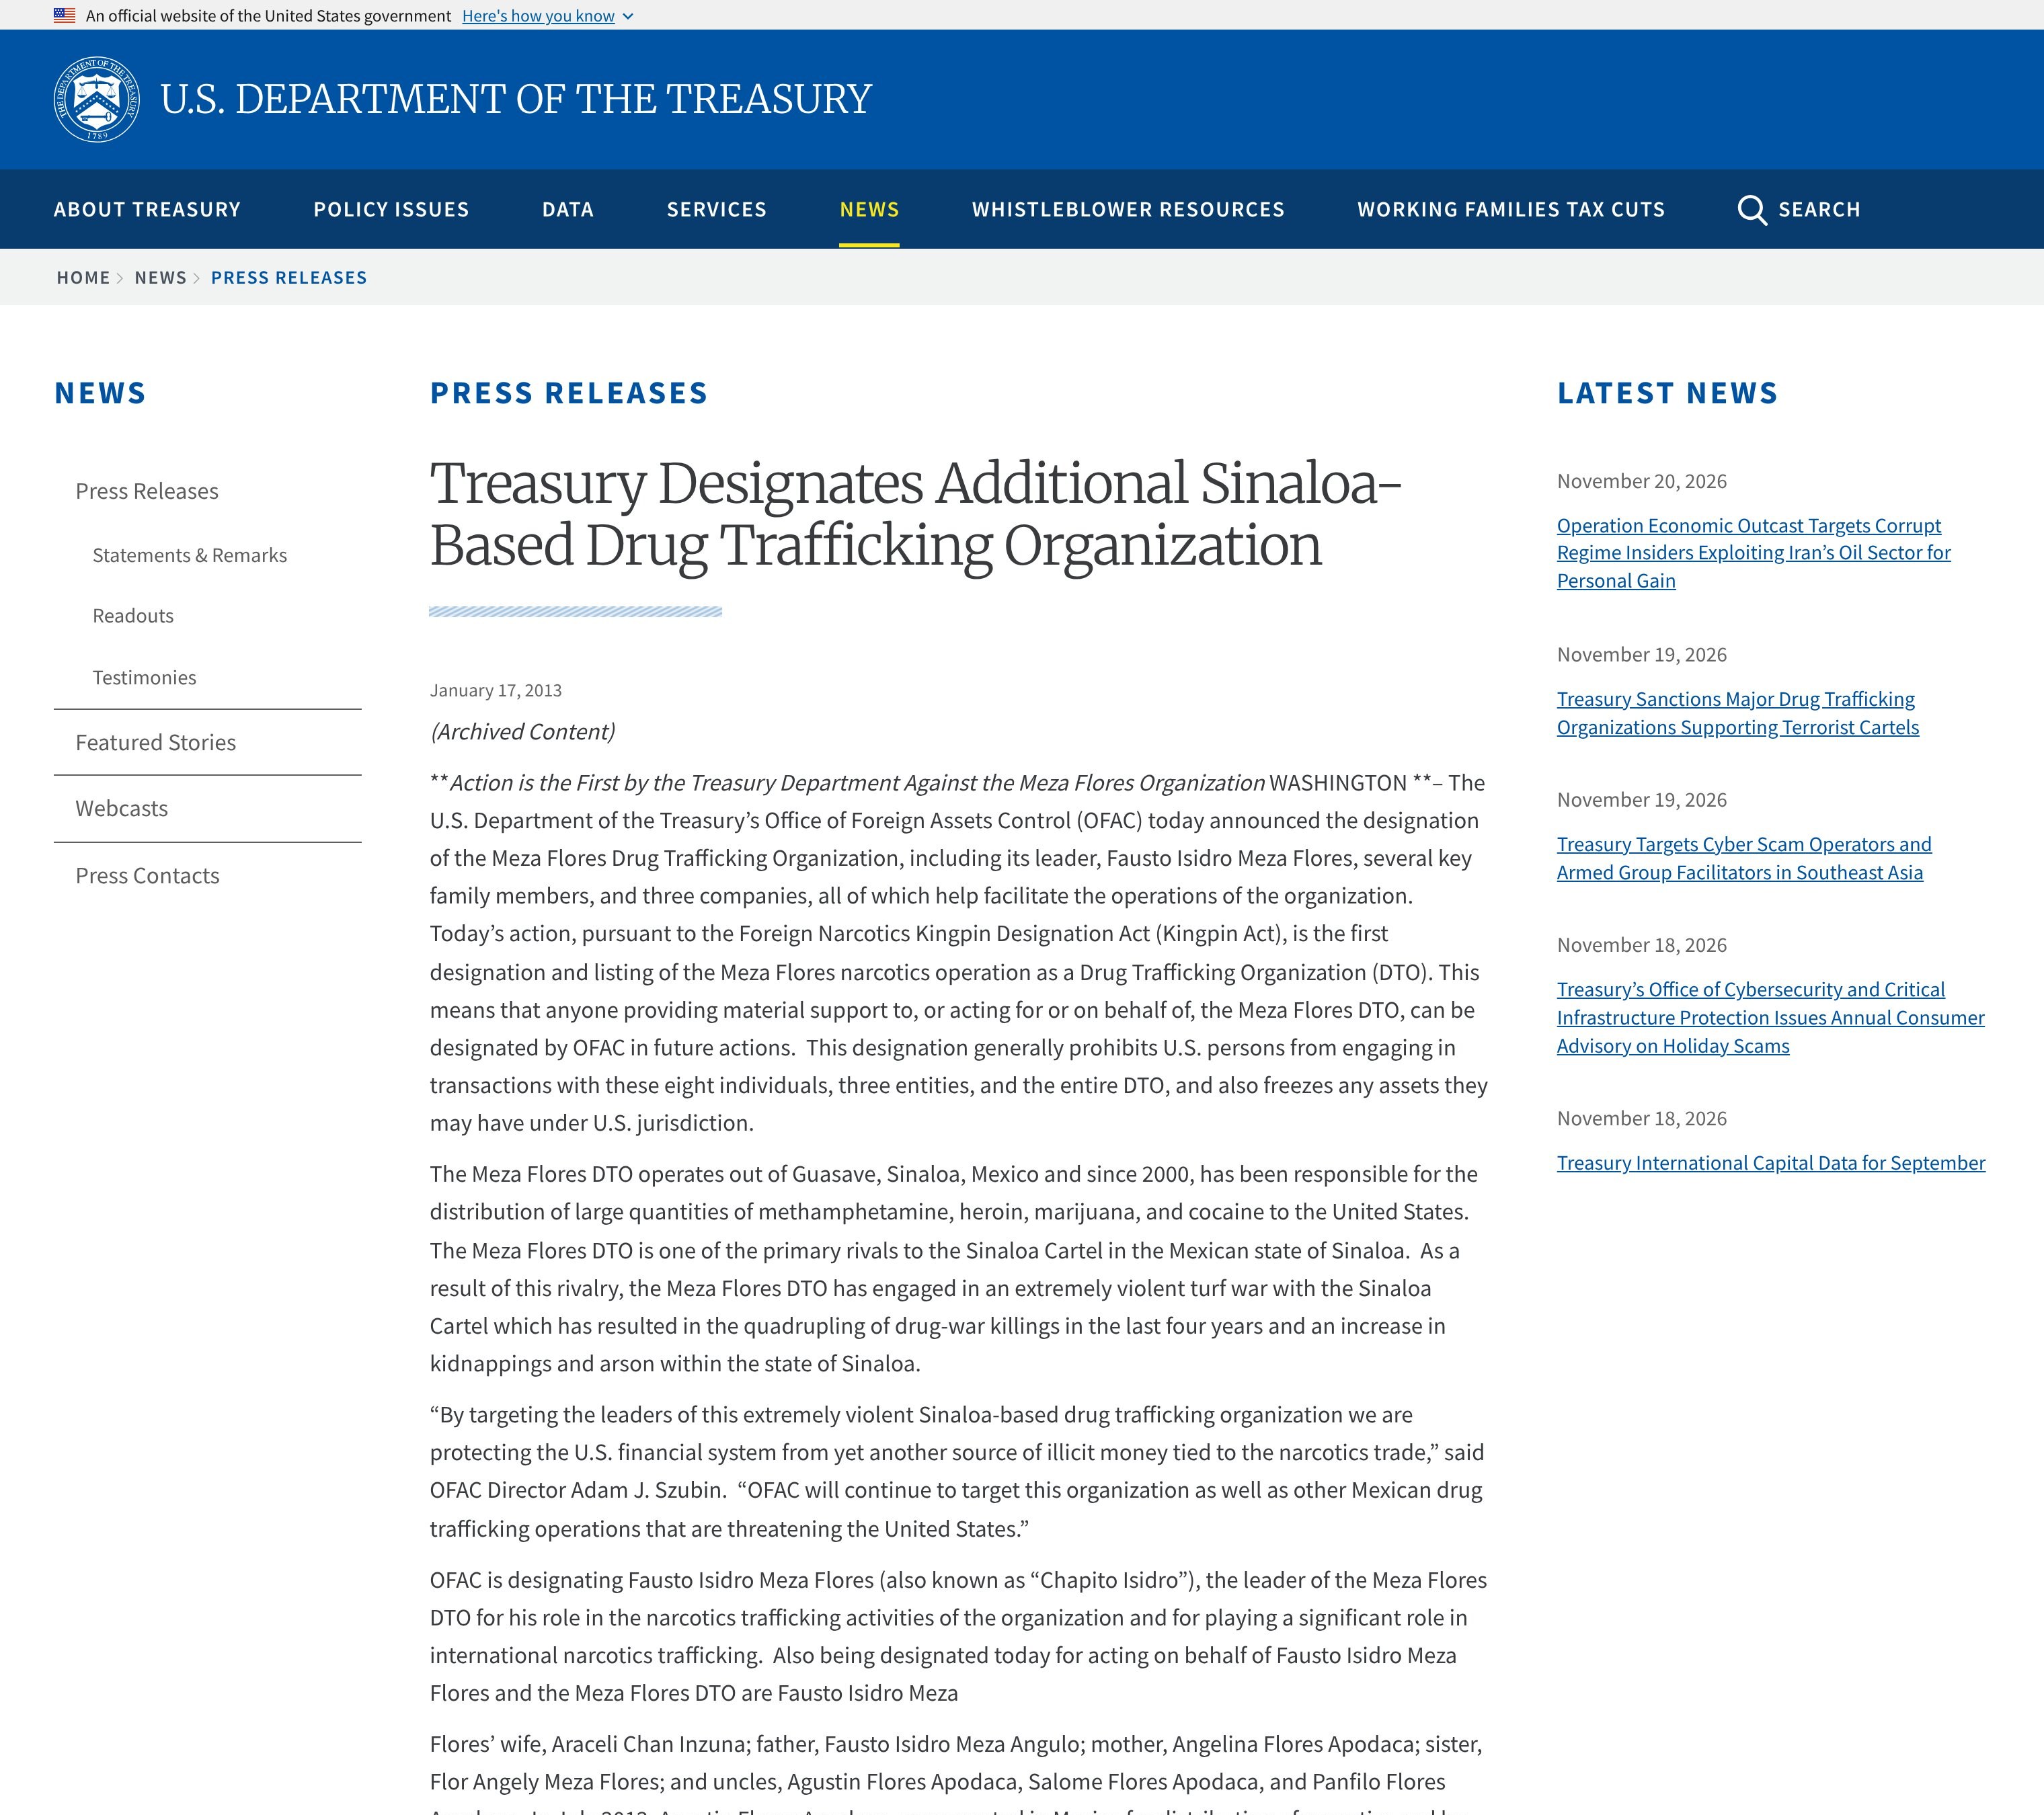 An official website of the United States government Here's how you know
THE DEPARTMENT OF THE TREASURY
1789
U.S. DEPARTMENT OF THE TREASURY
ABOUT TREASURY POLICY ISSUES DATA SERVICES NEWS WHISTLEBLOWER RESOURCES WORKING FAMILIES TAX CUTS SEARCH
HOME NEWS PRESS RELEASES
NEWS
Press Releases
Statements & Remarks
Readouts
Testimonies
Featured Stories
Webcasts
Press Contacts
PRESS RELEASES
Treasury Designates Additional Sinaloa-
Based Drug Trafficking Organization
January 17, 2013
(Archived Content)
**Action is the First by the Treasury Department Against the Meza Flores Organization WASHINGTON **– The
U.S. Department of the Treasury’s Office of Foreign Assets Control (OFAC) today announced the designation
of the Meza Flores Drug Trafficking Organization, including its leader, Fausto Isidro Meza Flores, several key
family members, and three companies, all of which help facilitate the operations of the organization.
Today’s action, pursuant to the Foreign Narcotics Kingpin Designation Act (Kingpin Act), is the first
designation and listing of the Meza Flores narcotics operation as a Drug Trafficking Organization (DTO). This
means that anyone providing material support to, or acting for or on behalf of, the Meza Flores DTO, can be
designated by OFAC in future actions.  This designation generally prohibits U.S. persons from engaging in
transactions with these eight individuals, three entities, and the entire DTO, and also freezes any assets they
may have under U.S. jurisdiction.
The Meza Flores DTO operates out of Guasave, Sinaloa, Mexico and since 2000, has been responsible for the
distribution of large quantities of methamphetamine, heroin, marijuana, and cocaine to the United States.
The Meza Flores DTO is one of the primary rivals to the Sinaloa Cartel in the Mexican state of Sinaloa.  As a
result of this rivalry, the Meza Flores DTO has engaged in an extremely violent turf war with the Sinaloa
Cartel which has resulted in the quadrupling of drug-war killings in the last four years and an increase in
kidnappings and arson within the state of Sinaloa.
“By targeting the leaders of this extremely violent Sinaloa-based drug trafficking organization we are
protecting the U.S. financial system from yet another source of illicit money tied to the narcotics trade,” said
OFAC Director Adam J. Szubin.  “OFAC will continue to target this organization as well as other Mexican drug
trafficking operations that are threatening the United States.”
OFAC is designating Fausto Isidro Meza Flores (also known as “Chapito Isidro”), the leader of the Meza Flores
DTO for his role in the narcotics trafficking activities of the organization and for playing a significant role in
international narcotics trafficking.  Also being designated today for acting on behalf of Fausto Isidro Meza
Flores and the Meza Flores DTO are Fausto Isidro Meza
Flores’ wife, Araceli Chan Inzuna; father, Fausto Isidro Meza Angulo; mother, Angelina Flores Apodaca; sister,
Flor Angely Meza Flores; and uncles, Agustin Flores Apodaca, Salome Flores Apodaca, and Panfilo Flores
LATEST NEWS
November 20, 2026
Operation Economic Outcast Targets Corrupt
Regime Insiders Exploiting Iran’s Oil Sector for
Personal Gain
November 19, 2026
Treasury Sanctions Major Drug Trafficking
Organizations Supporting Terrorist Cartels
November 19, 2026
Treasury Targets Cyber Scam Operators and
Armed Group Facilitators in Southeast Asia
November 18, 2026
Treasury’s Office of Cybersecurity and Critical
Infrastructure Protection Issues Annual Consumer
Advisory on Holiday Scams
November 18, 2026
Treasury International Capital Data for September